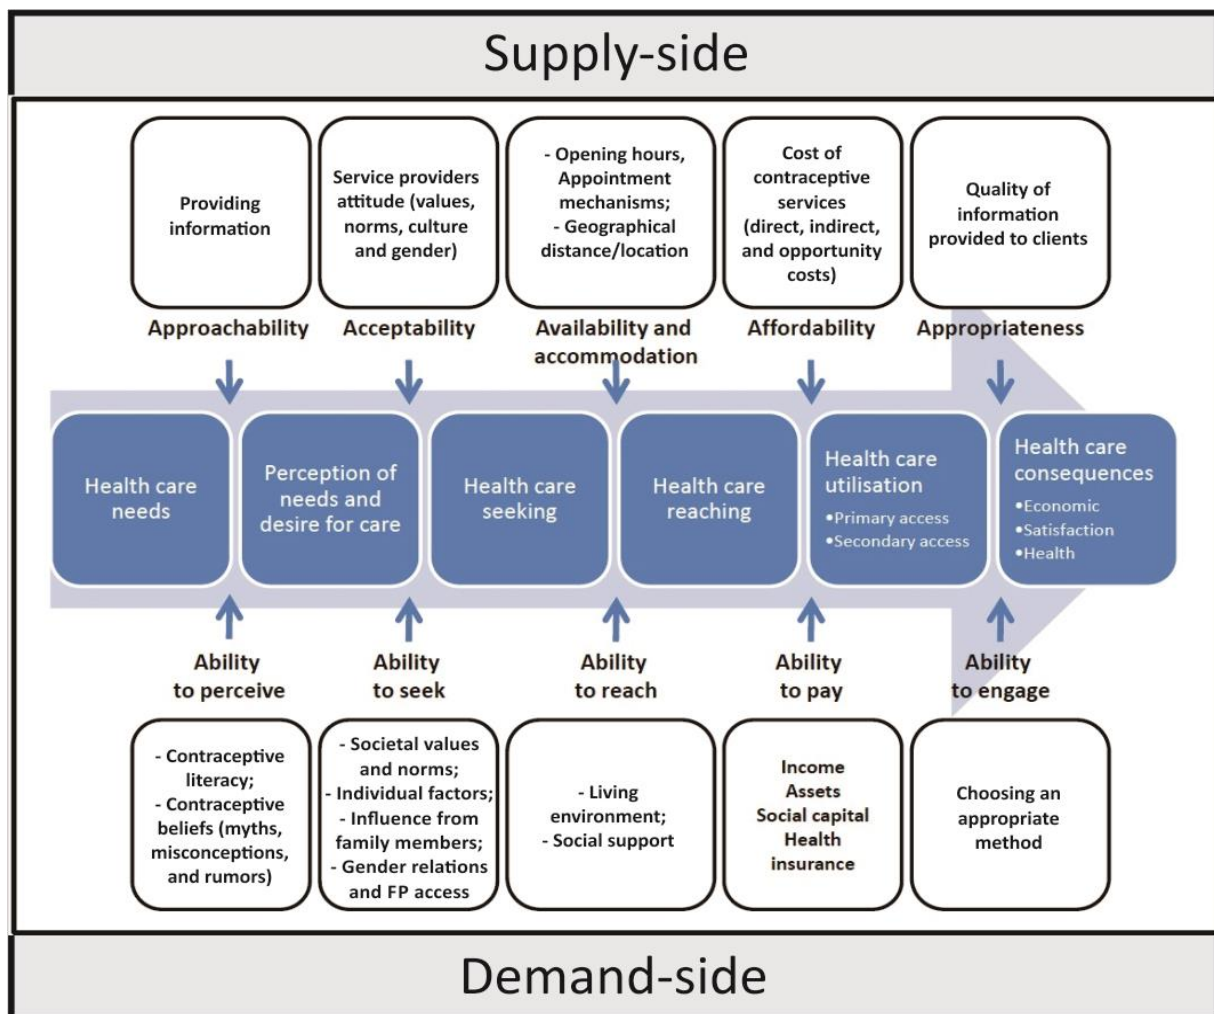 Supply-side
Providing
information
Service providers
attitude (values,
norms, culture
and gender)
- Opening hours,
Appointment
mechanisms;
- Geographical
distance/location
Cost of
contraceptive
services
(direct, indirect,
and opportunity
costs)
Quality of
information
provided to clients
Approachability
Acceptability
Availability and
accommodation
Affordability
Appropriateness
Health care
needs
Perception of
needs and
desire for care
Health care
seeking
Health care
reaching
Health care
utilisation
•Primary access
•Secondary access
Health care
consequences
•Economic
•Satisfaction
•Health
Ability
to perceive
Ability
to seek
Ability
to reach
Ability
to pay
Ability
to engage
- Contraceptive
literacy;
- Contraceptive
beliefs (myths,
misconceptions,
and rumors)
- Societal values
and norms;
- Individual factors;
- Influence from
family members;
- Gender relations
and FP access
- Living
environment;
- Social support
Income
Assets
Social capital
Health
insurance
Choosing an
appropriate
method
Demand-side